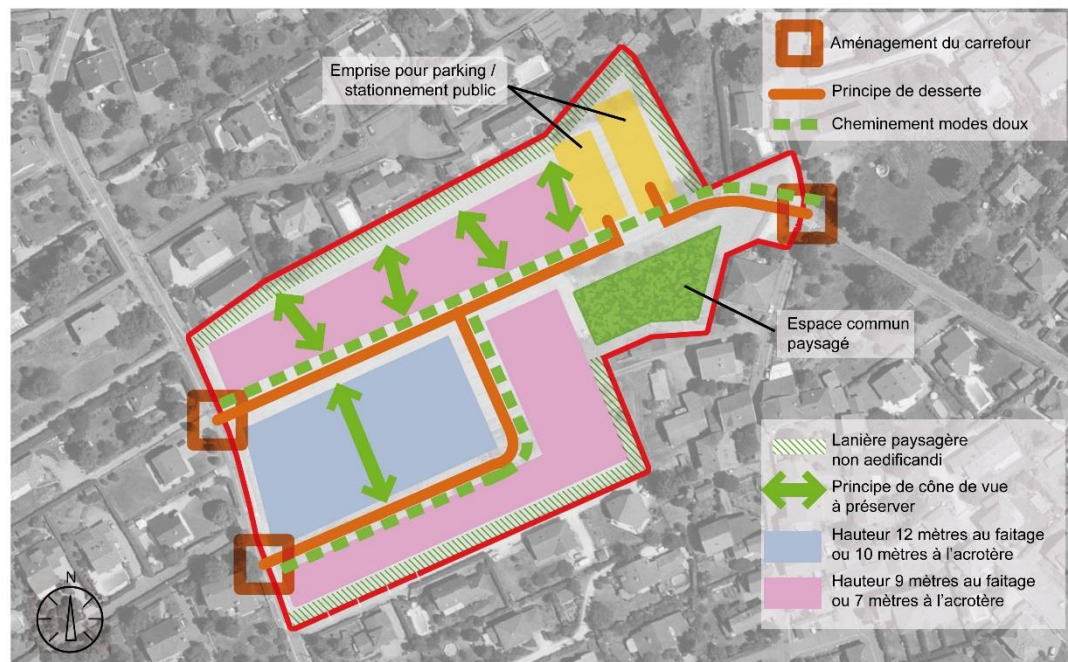 Aménagement du carrefour
Principe de desserte
Cheminement modes doux
Emprise pour parking /
stationnement public
Espace commun
paysagé
Lanière paysagère
non aedificandi
Principe de cône de vue
à préserver
Hauteur 12 mètres au faitage
ou 10 mètres à l'acrotère
Hauteur 9 mètres au faitage
ou 7 mètres à l'acrotère
N